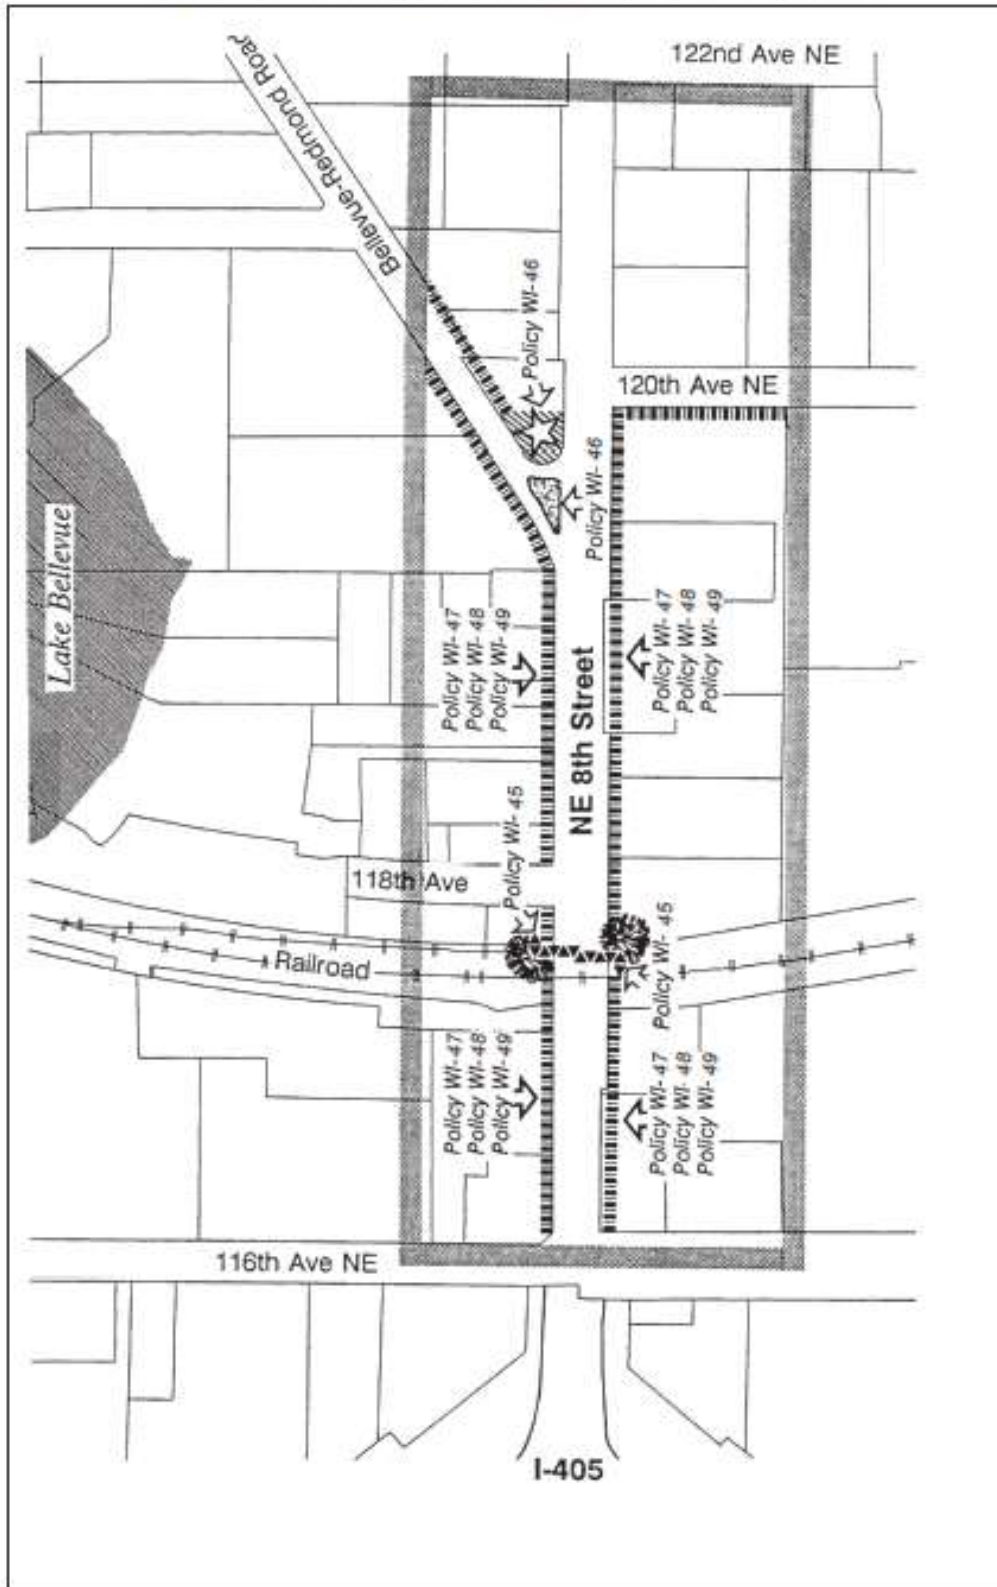 122nd Ave NE
Bellevue-Redmond Road
Policy WI-46
120th Ave NE
Policy WI- 46
Lake Bellevue
Policy WI-47
Policy WI-48
Policy WI-49
Policy WI-47
Policy WI-48
Policy WI-49
NE 8th Street
Policy WI- 45
118th Ave
Railroad
Policy WI- 45
Policy WI-47
Policy WI-48
Policy WI-49
Policy WI-47
Policy WI-48
Policy WI-49
116th Ave NE
I-405